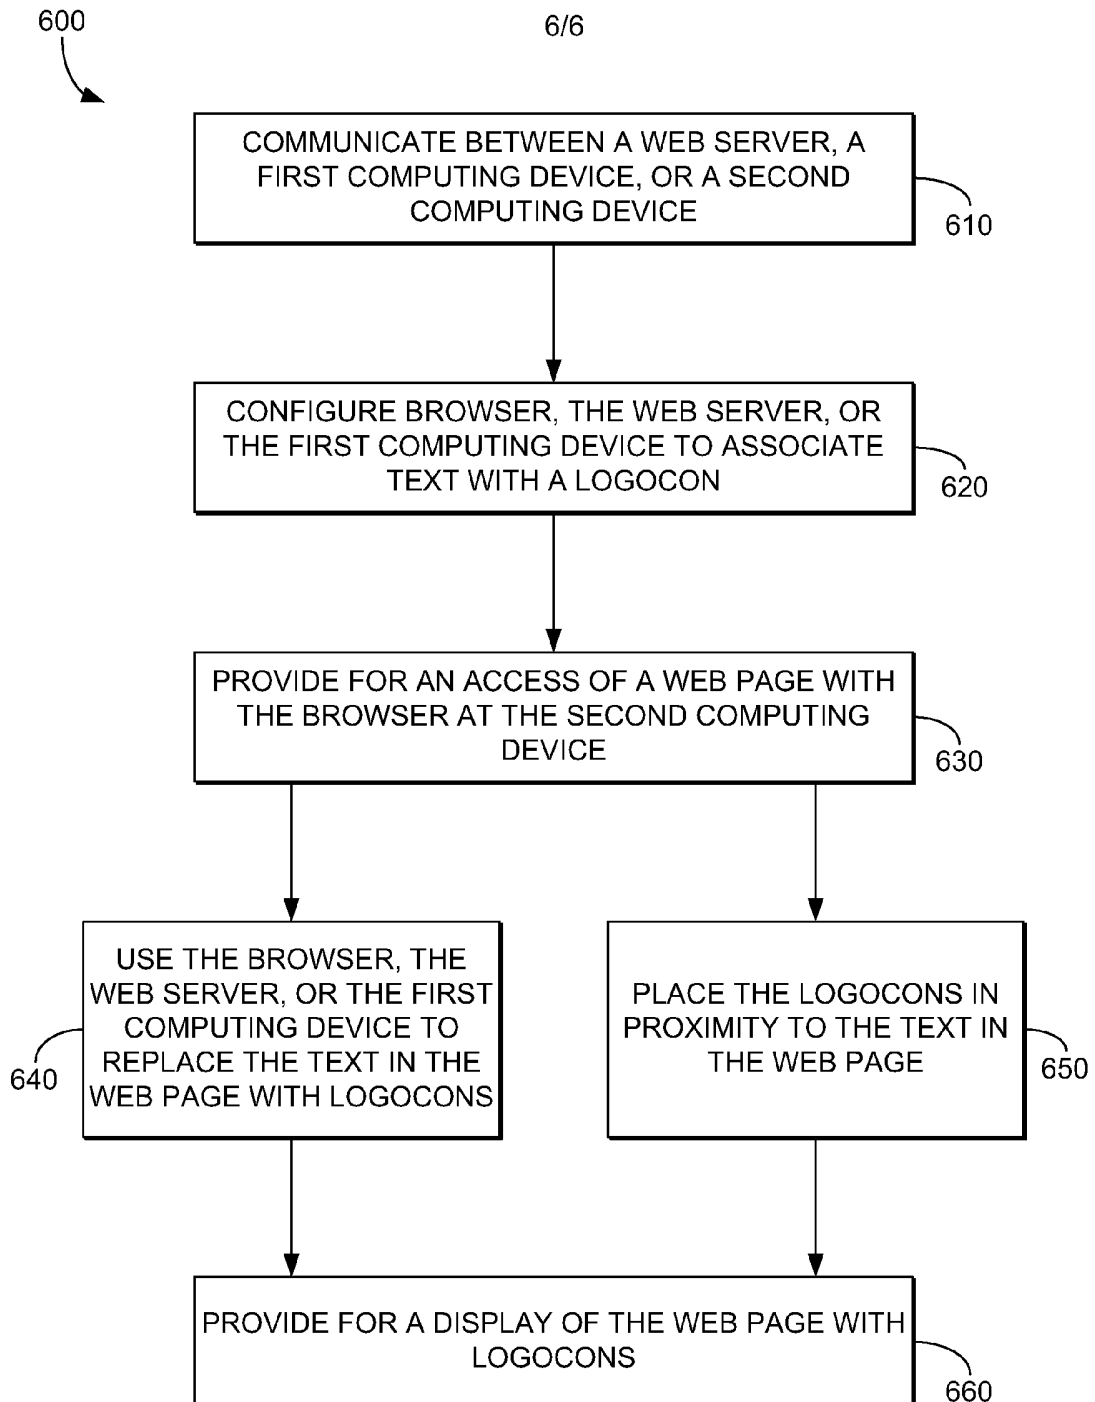 600
6/6
COMMUNICATE BETWEEN A WEB SERVER, A
FIRST COMPUTING DEVICE, OR A SECOND
COMPUTING DEVICE
610
CONFIGURE BROWSER, THE WEB SERVER, OR
THE FIRST COMPUTING DEVICE TO ASSOCIATE
TEXT WITH A LOGOCON
620
PROVIDE FOR AN ACCESS OF A WEB PAGE WITH
THE BROWSER AT THE SECOND COMPUTING
DEVICE
630
USE THE BROWSER, THE
WEB SERVER, OR THE FIRST
COMPUTING DEVICE TO
REPLACE THE TEXT IN THE
WEB PAGE WITH LOGOCONS
640
PLACE THE LOGOCONS IN
PROXIMITY TO THE TEXT IN
THE WEB PAGE
650
PROVIDE FOR A DISPLAY OF THE WEB PAGE WITH
LOGOCONS
660